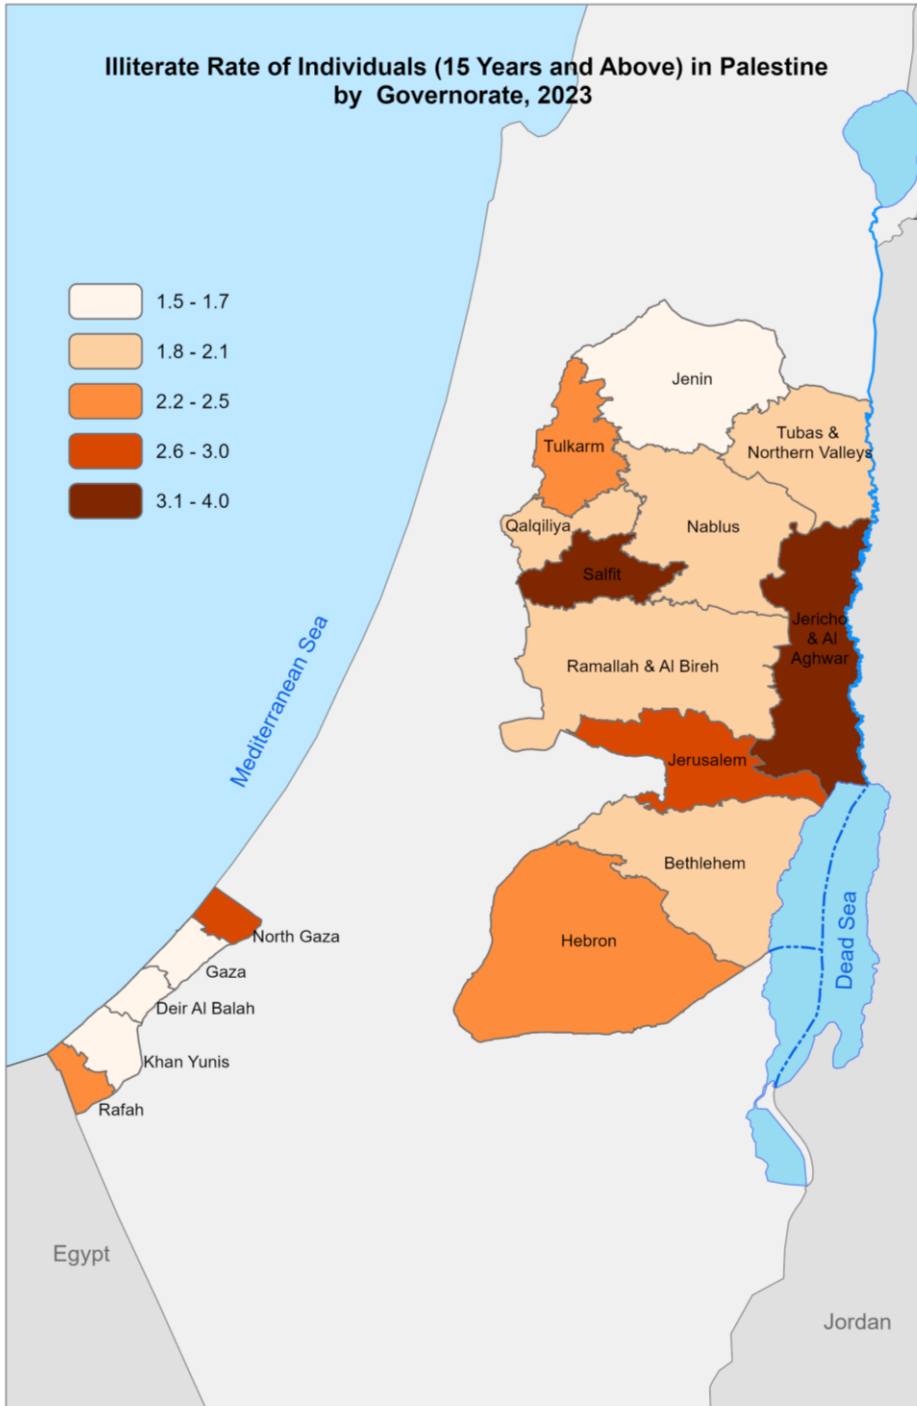 Illiterate Rate of Individuals (15 Years and Above) in Palestine
by  Governorate, 2023
1.5 - 1.7
1.8 - 2.1
2.2 - 2.5
2.6 - 3.0
3.1 - 4.0
Jenin
Tubas &
Northern Valleys
Tulkarm
Qalqiliya
Nablus
Salfit
Jericho
& Al
Aghwar
Ramallah & Al Bireh
Jerusalem
Mediterranean Sea
Bethlehem
Hebron
Dead Sea
North Gaza
Gaza
Deir Al Balah
Khan Yunis
Rafah
Egypt
Jordan